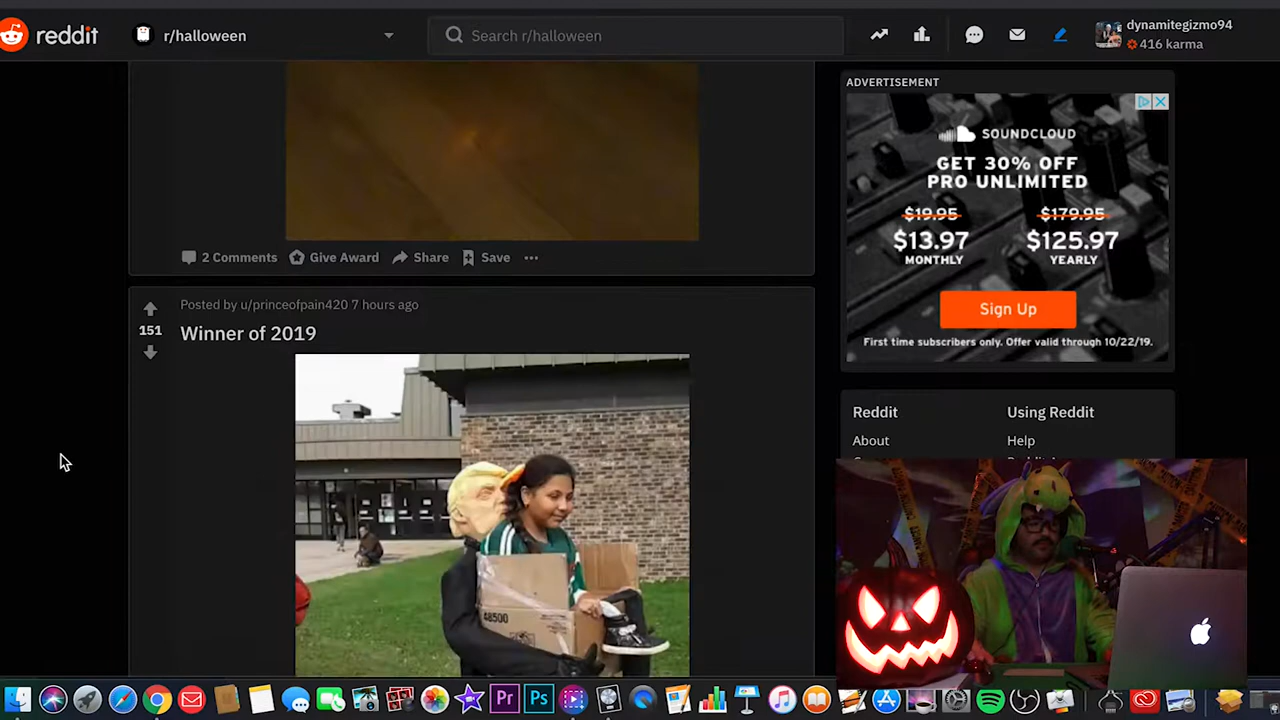 reddit
r/halloween
Search r/halloween
dynamitegizmo94
416 karma
2 Comments
Give Award
Share
Save
Posted by u/princeofpain420 7 hours ago
151
Winner of 2019
48500
ADVERTISEMENT
SOUNDCLOUD
GET 30% OFF
PRO UNLIMITED
$19.95 $179.95
$13.97 $125.97
MONTHLY YEARLY
Sign Up
First time subscribers only. Offer valid through 10/22/19.
Reddit Using Reddit
About Help
Pr Ps